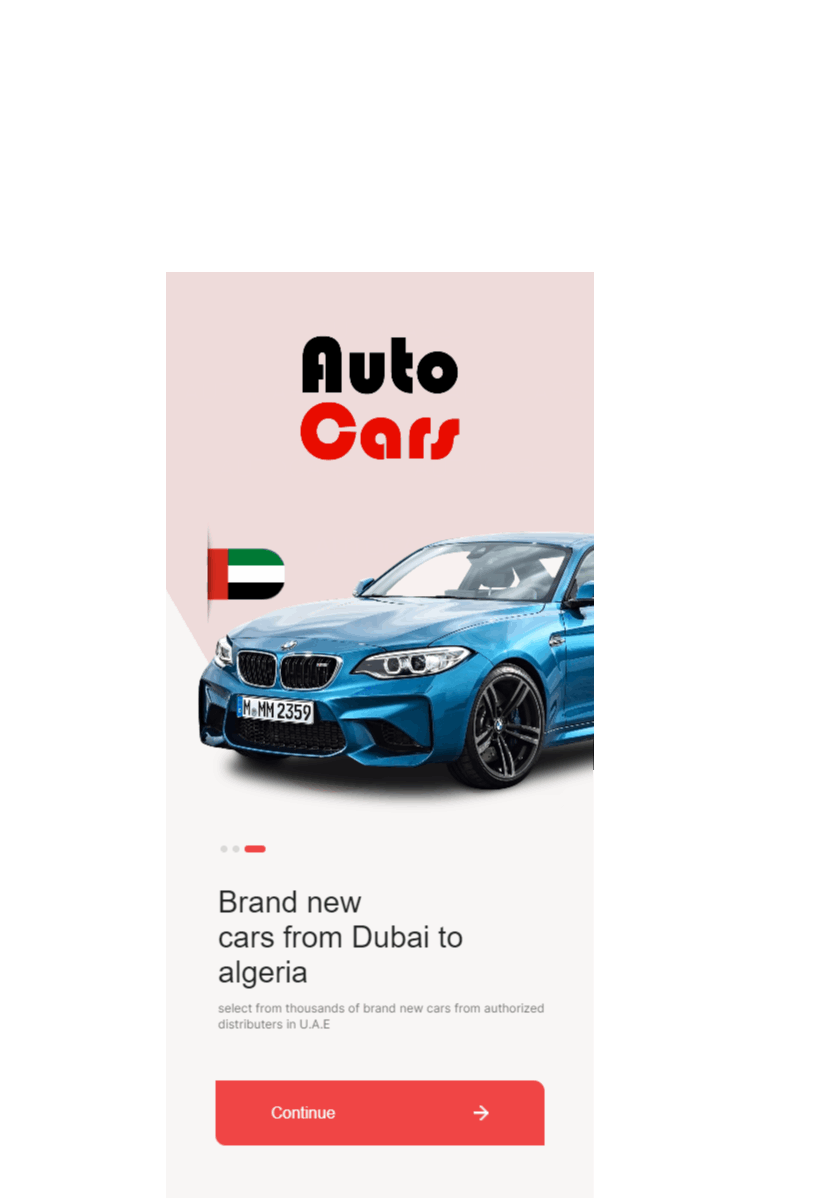 Auto
Cars
M MM 2359
Brand new
cars from Dubai to
algeria
select from thousands of brand new cars from authorized
distributers in U.A.E
Continue